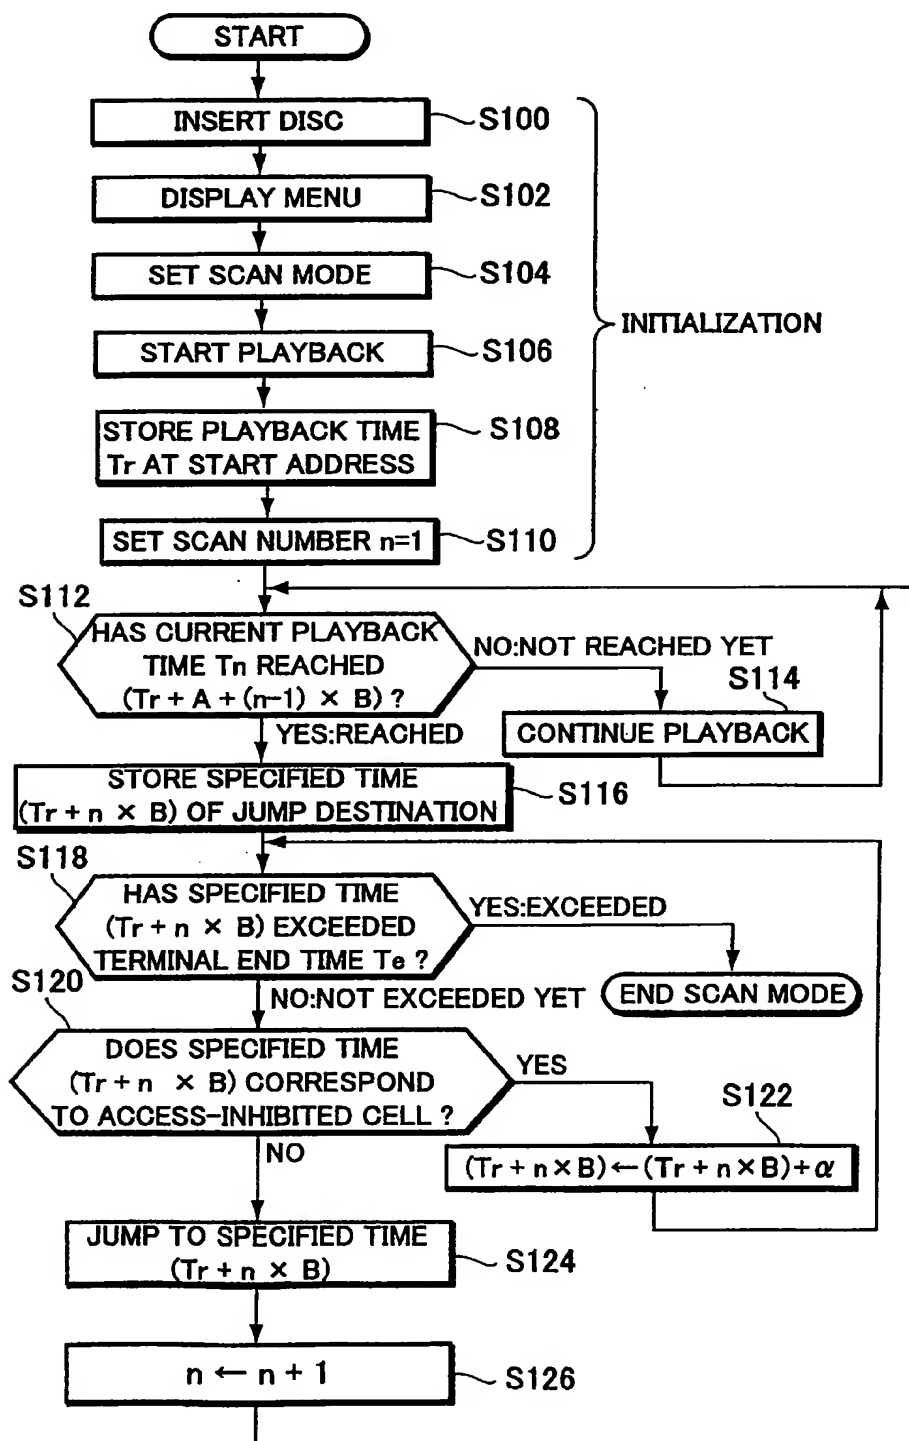 START
INSERT DISC
S100
DISPLAY MENU
S102
SET SCAN MODE
S104
START PLAYBACK
S106
STORE PLAYBACK TIME
Tr AT START ADDRESS
S108
SET SCAN NUMBER n=1
S110
INITIALIZATION
S112
HAS CURRENT PLAYBACK
TIME Tn REACHED
(Tr + A + (n-1) × B) ?
NO:NOT REACHED YET
S114
CONTINUE PLAYBACK
YES:REACHED
STORE SPECIFIED TIME
(Tr + n × B) OF JUMP DESTINATION
S116
S118
HAS SPECIFIED TIME
(Tr + n × B) EXCEEDED
TERMINAL END TIME Te ?
YES:EXCEEDED
END SCAN MODE
NO:NOT EXCEEDED YET
S120
DOES SPECIFIED TIME
(Tr + n × B) CORRESPOND
TO ACCESS-INHIBITED CELL ?
YES
S122
(Tr + n × B) ← (Tr + n × B) + α
NO
JUMP TO SPECIFIED TIME
(Tr + n × B)
S124
n ← n + 1
S126